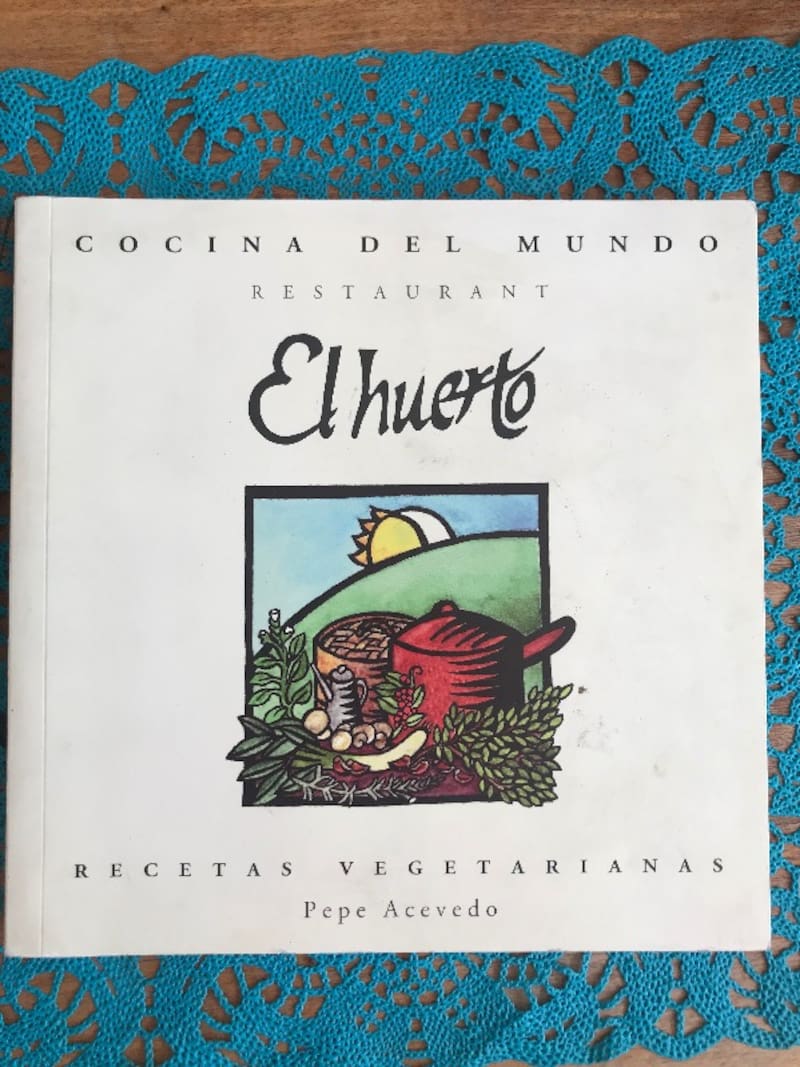 COCINA DEL MUNDO
RESTAURANT
El huerto
RECETAS VEGETARIANAS
Pepe Acevedo